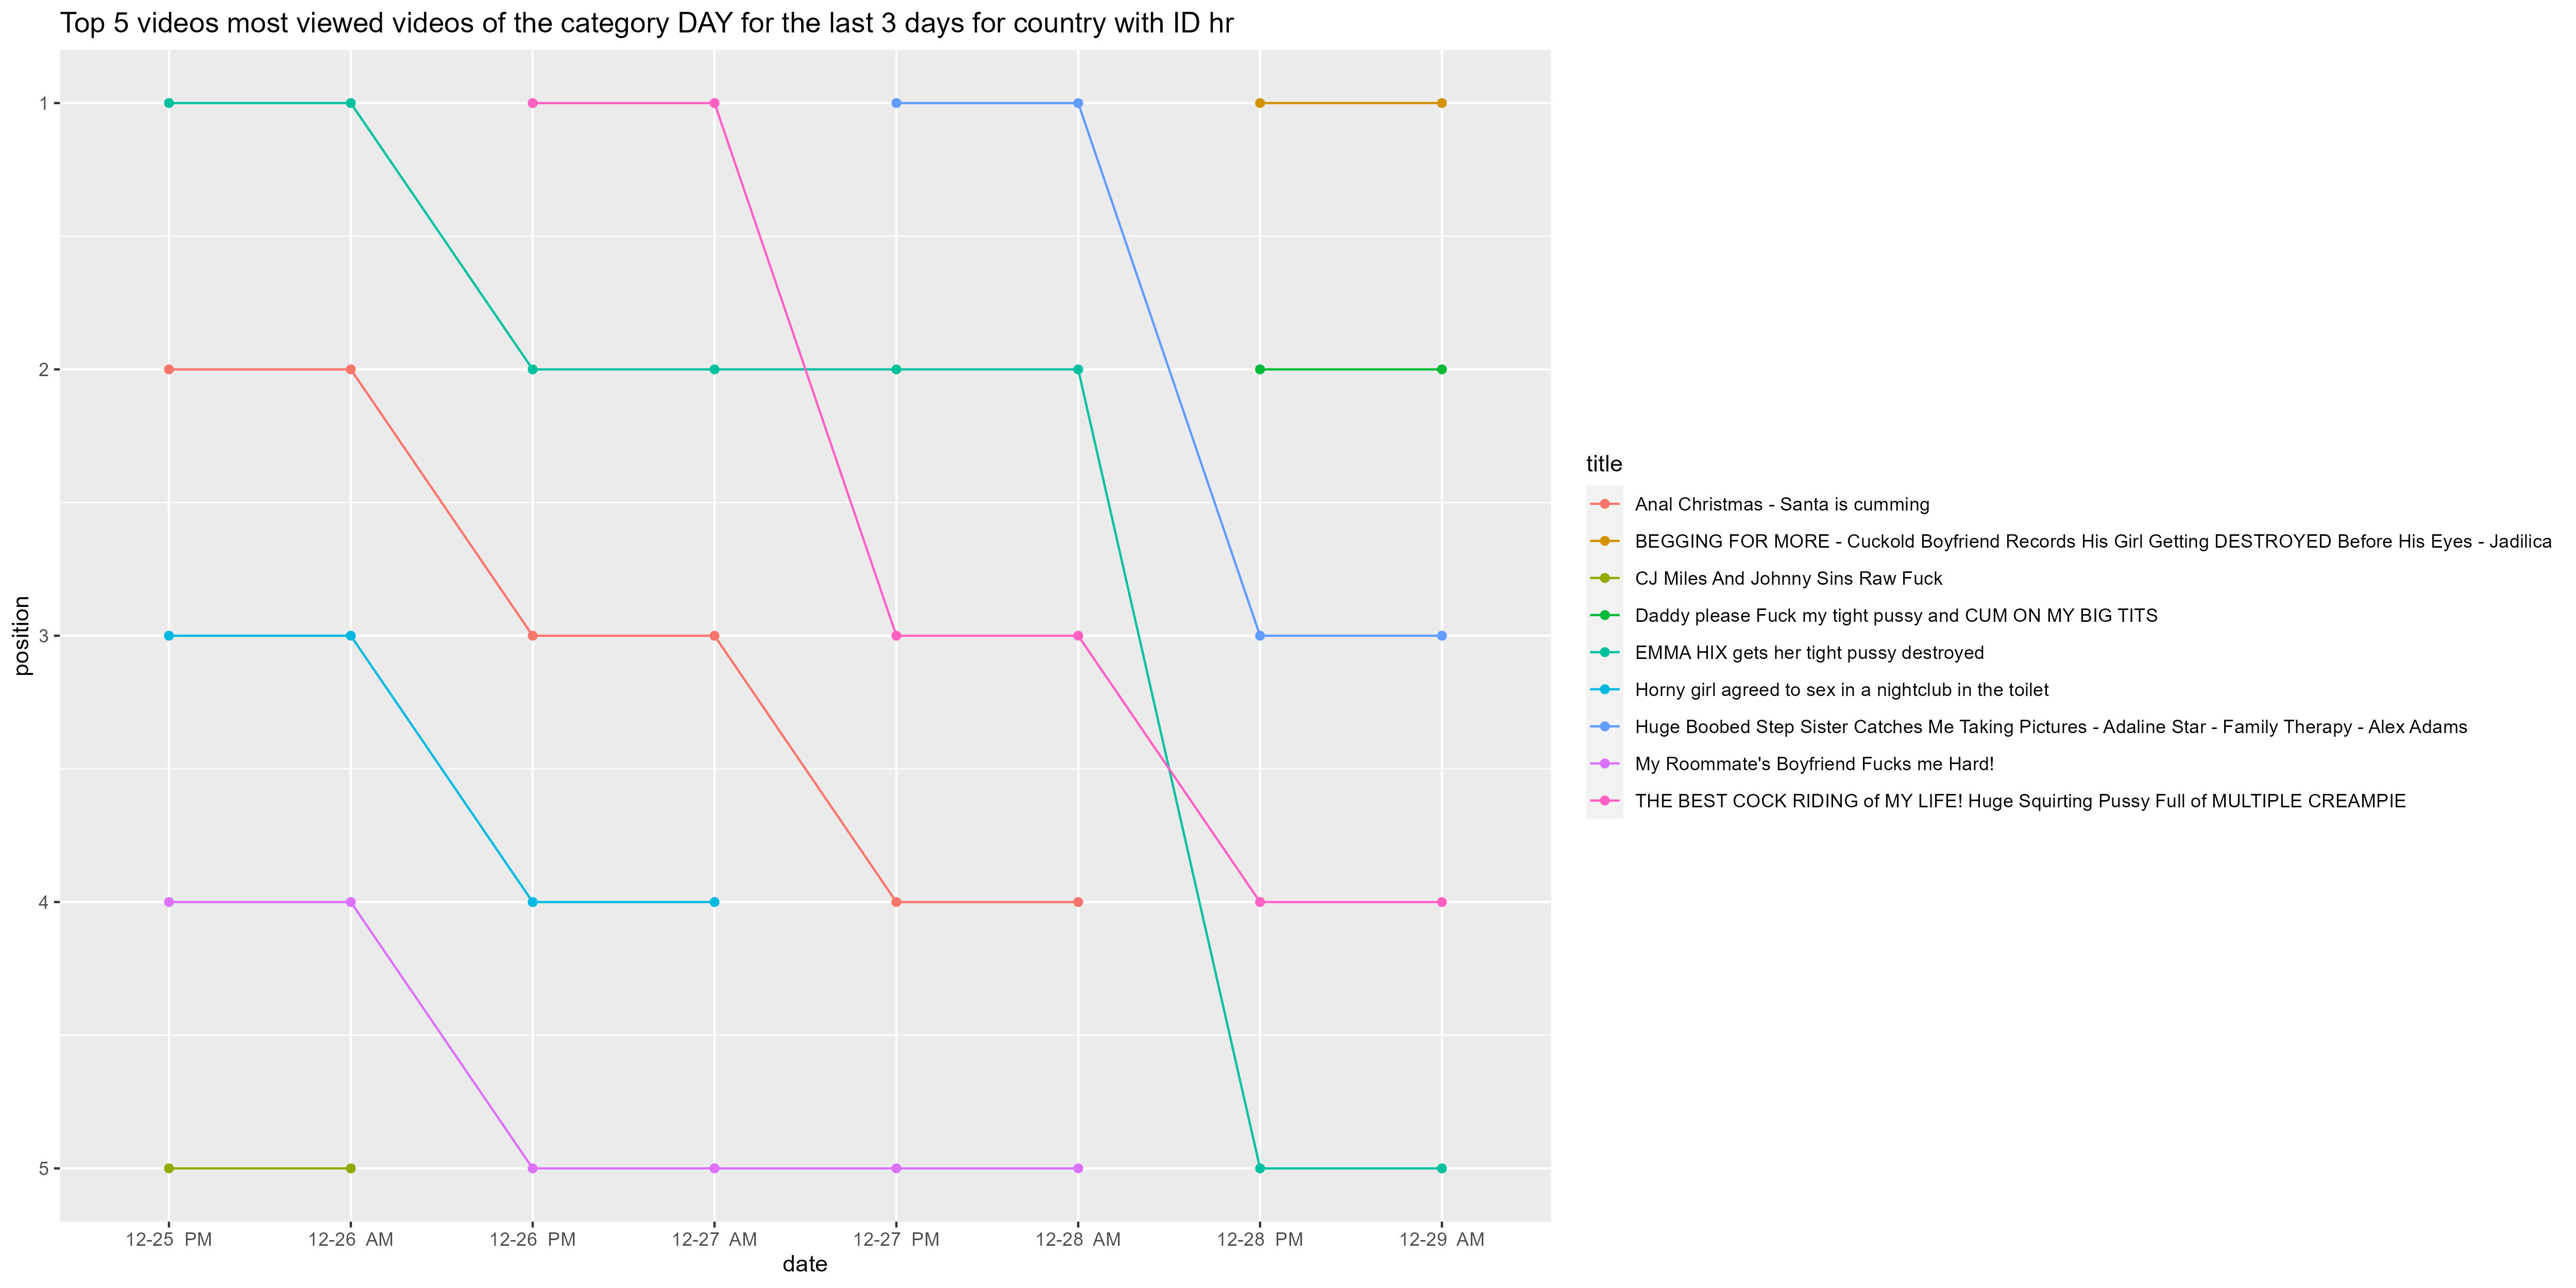 Top 5 videos most viewed videos of the category DAY for the last 3 days for country with ID hr
position
1
2
3
4
5
12-25 PM
12-26 AM
12-26 PM
12-27 AM
12-27 PM
12-28 AM
12-28 PM
12-29 AM
date
title
Anal Christmas - Santa is cumming
BEGGING FOR MORE - Cuckold Boyfriend Records His Girl Getting DESTROYED Before His Eyes - Jadilica
CJ Miles And Johnny Sins Raw Fuck
Daddy please Fuck my tight pussy and CUM ON MY BIG TITS
EMMA HIX gets her tight pussy destroyed
Horny girl agreed to sex in a nightclub in the toilet
Huge Boobed Step Sister Catches Me Taking Pictures - Adaline Star - Family Therapy - Alex Adams
My Roommate's Boyfriend Fucks me Hard!
THE BEST COCK RIDING of MY LIFE! Huge Squirting Pussy Full of MULTIPLE CREAMPIE